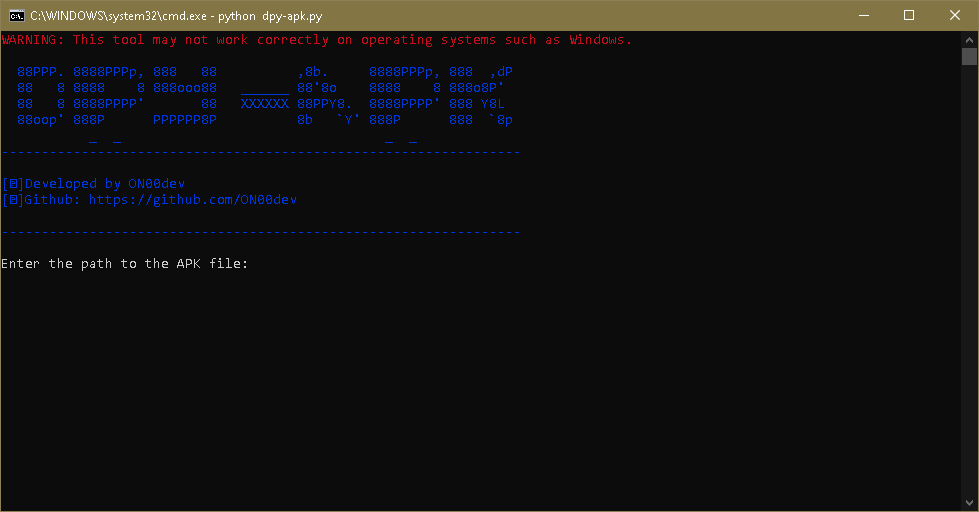 C:\WINDOWS\system32\cmd.exe - python dpy-apk.py
WARNING: This tool may not work correctly on operating systems such as Windows.
  88PPP. 8888PPPp, 888   88          ,8b.     8888PPPp, 888  ,dP
  88   8 8888    8 888ooo88   ______ 88'8o    8888    8 888o8P'
  88   8 8888PPPP'       88   XXXXXX 88PPY8.  8888PPPP' 888 Y8L
  88oop' 888P      PPPPPP8P          8b   `Y' 888P      888  `8p
-----------------------------------------------------------------
[?]Developed by ON00dev
[?]Github: https://github.com/ON00dev
-----------------------------------------------------------------
Enter the path to the APK file: